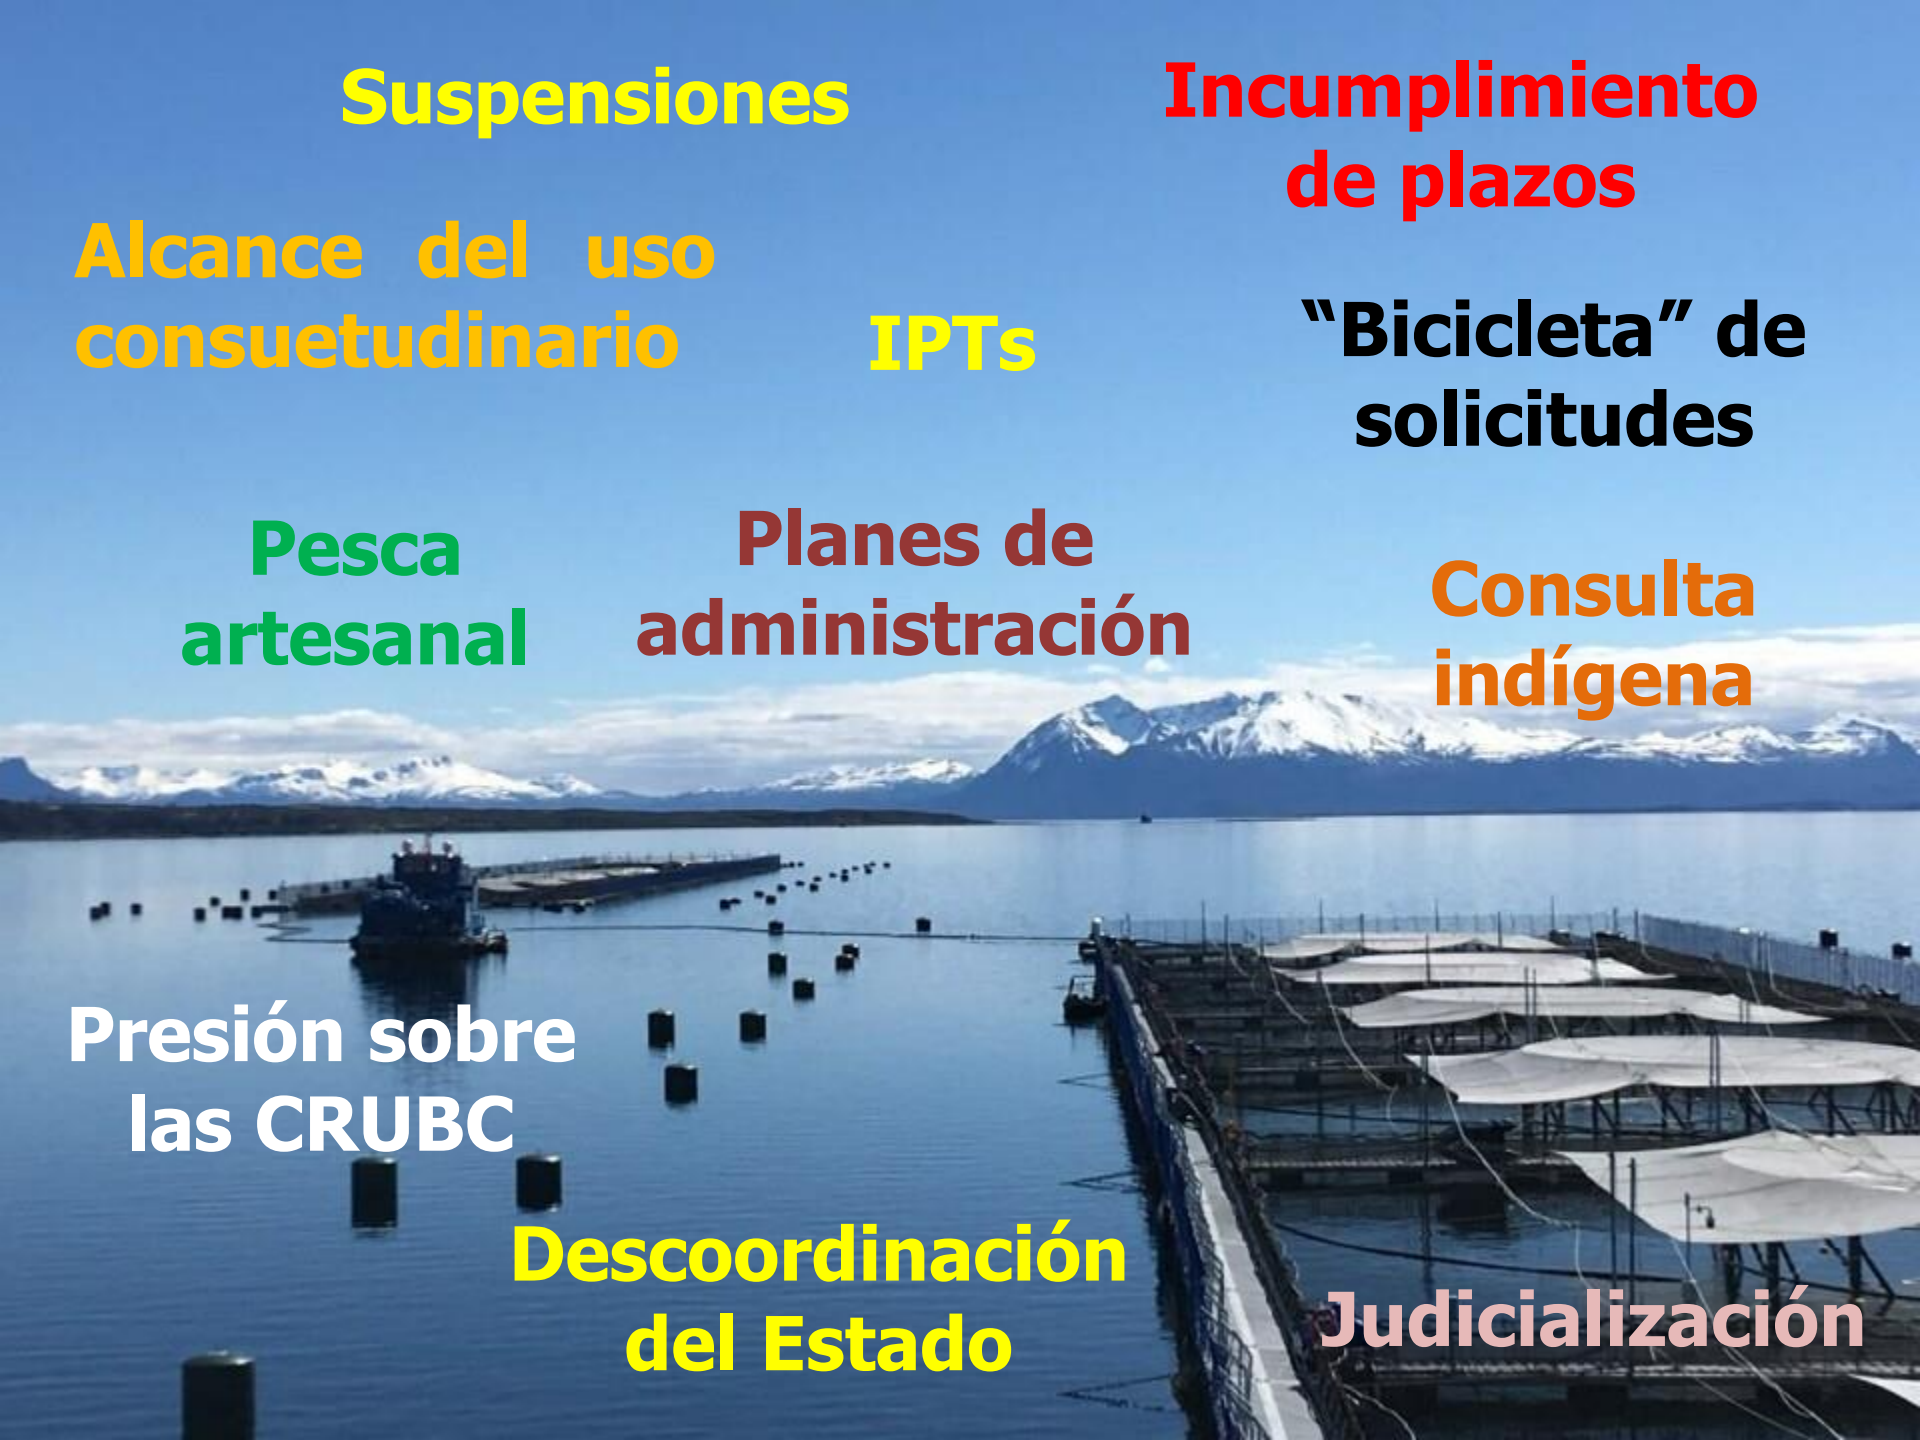 Suspensiones
Incumplimiento
de plazos
Alcance del uso
consuetudinario
IPTs
“Bicicleta” de
solicitudes
Pesca
artesanal
Planes de
administración
Consulta
indígena
Presión sobre
las CRUBC
Descoordinación
del Estado
Judicialización